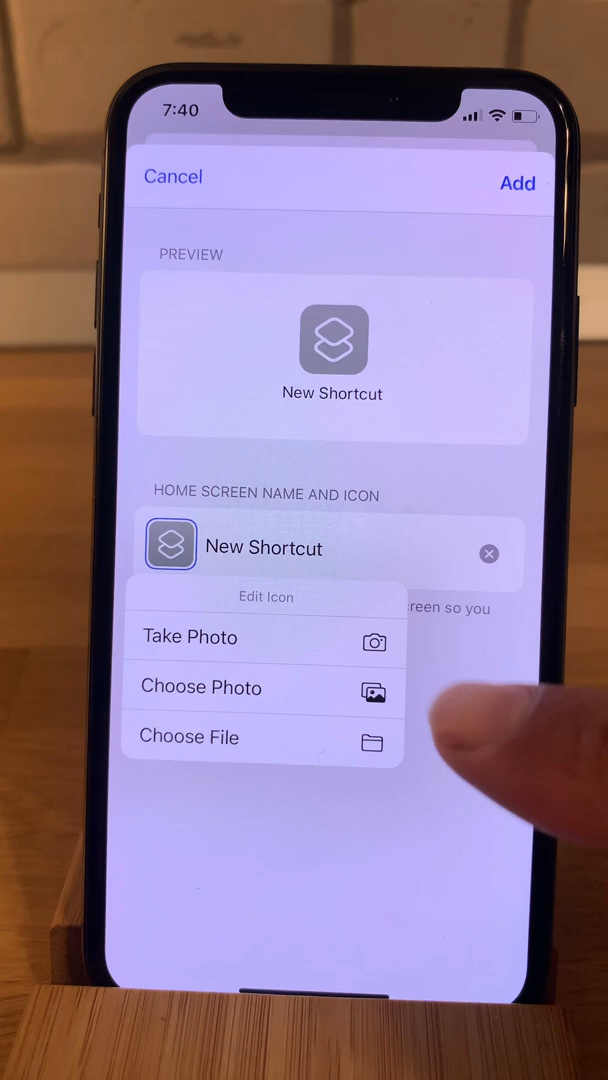 7:40
Cancel
Add
PREVIEW
New Shortcut
HOME SCREEN NAME AND ICON
New Shortcut
Edit Icon
creen so you
Take Photo
Choose Photo
Choose File